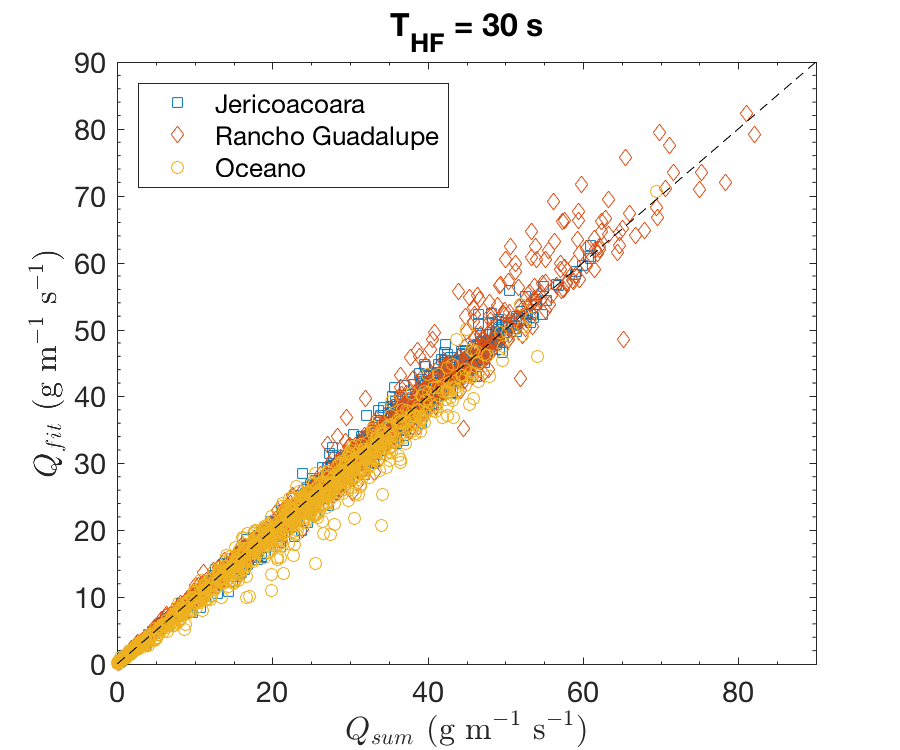 T_HF = 30 s
90
80
70
60
50
40
30
20
10
0
Jericoacoara
Rancho Guadalupe
Oceano
Q_fit (g m⁻¹ s⁻¹)
0 20 40 60 80
Q_sum (g m⁻¹ s⁻¹)